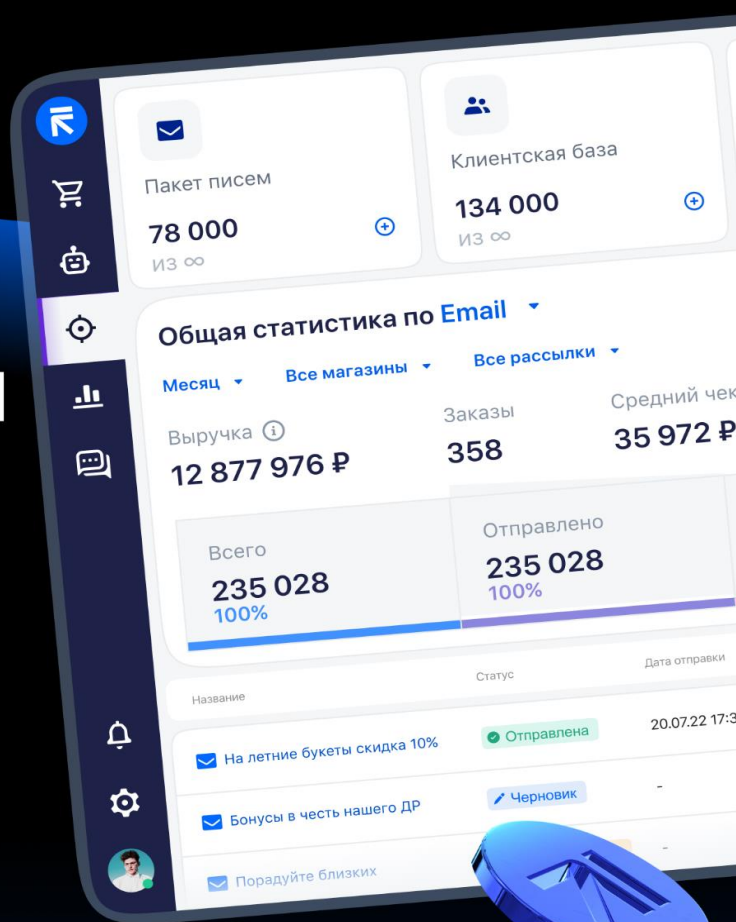 Пакет писем
78 000
из ∞
Клиентская база
134 000
из ∞
Общая статистика по Email
Месяц
Все магазины
Все рассылки
Выручка
12 877 976 ₽
Заказы
358
Средний чек
35 972 ₽
Всего
235 028
100%
Отправлено
235 028
100%
Название
Статус
Дата отправки
На летние букеты скидка 10%
Отправлена
20.07.22 17:3
Бонусы в честь нашего ДР
Черновик
-
Порадуйте близких
-